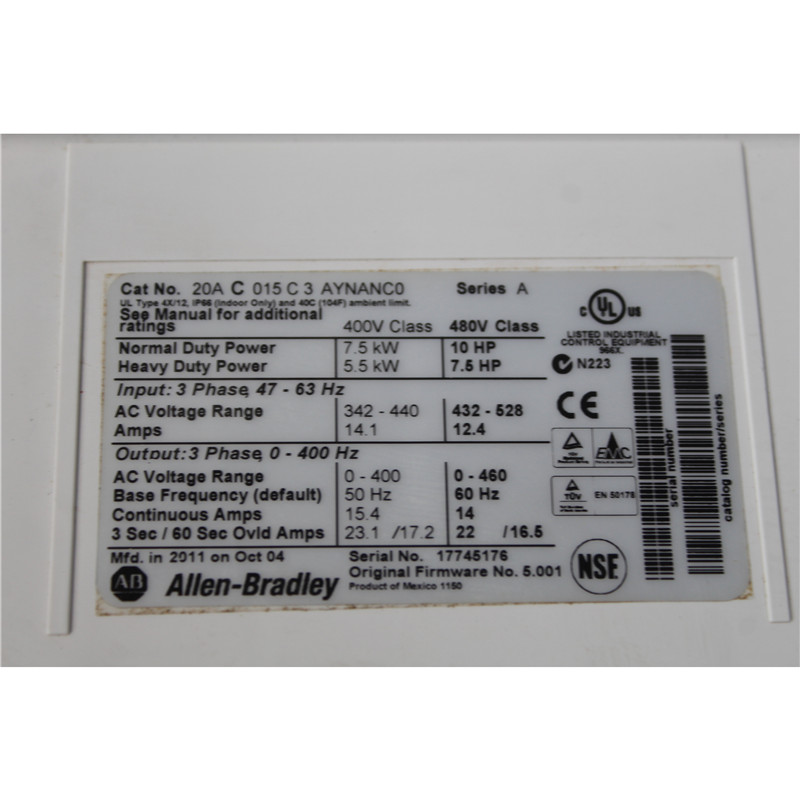 Cat No. 20A C 015 C 3 AYNANC0 Series A
UL Type 4X/12, IP66 (Indoor Only) and 40C (104F) ambient limit.
See Manual for additional
ratings 400V Class 480V Class
Normal Duty Power 7.5 kW 10 HP
Heavy Duty Power 5.5 kW 7.5 HP
Input: 3 Phase, 47 - 63 Hz
AC Voltage Range 342 - 440 432 - 528
Amps 14.1 12.4
Output: 3 Phase, 0 - 400 Hz
AC Voltage Range 0 - 400 0 - 460
Base Frequency (default) 50 Hz 60 Hz
Continuous Amps 15.4 14
3 Sec / 60 Sec Ovld Amps 23.1 /17.2 22 /16.5
Mfd. in 2011 on Oct 04 Serial No. 17745176
Original Firmware No. 5.001
AB Allen-Bradley Product of Mexico 1150
C UL US
LISTED INDUSTRIAL
CONTROL EQUIPMENT
966X
N223
CE
EMC
TÜV EN 50178
NSF
serial number
catalog number/series